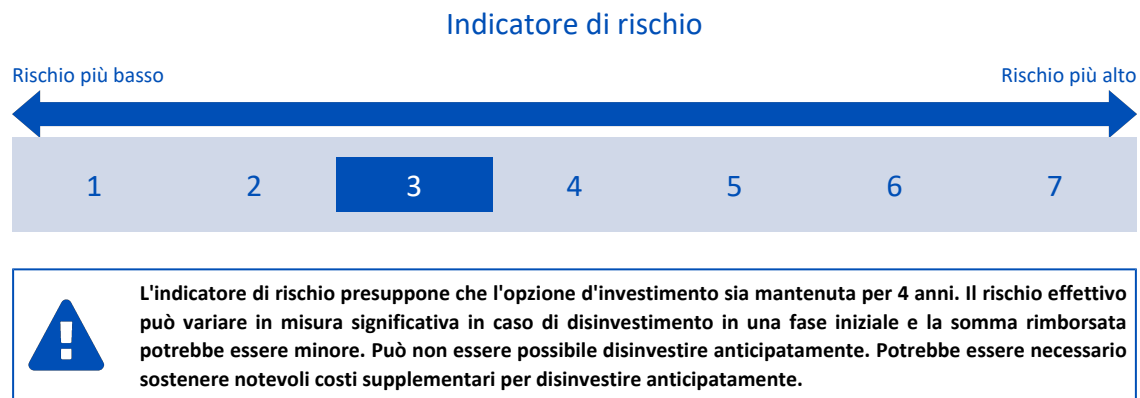 Indicatore di rischio
Rischio più basso
Rischio più alto
1 2 3 4 5 6 7
L'indicatore di rischio presuppone che l'opzione d'investimento sia mantenuta per 4 anni. Il rischio effettivo
può variare in misura significativa in caso di disinvestimento in una fase iniziale e la somma rimborsata
potrebbe essere minore. Può non essere possibile disinvestire anticipatamente. Potrebbe essere necessario
sostenere notevoli costi supplementari per disinvestire anticipatamente.